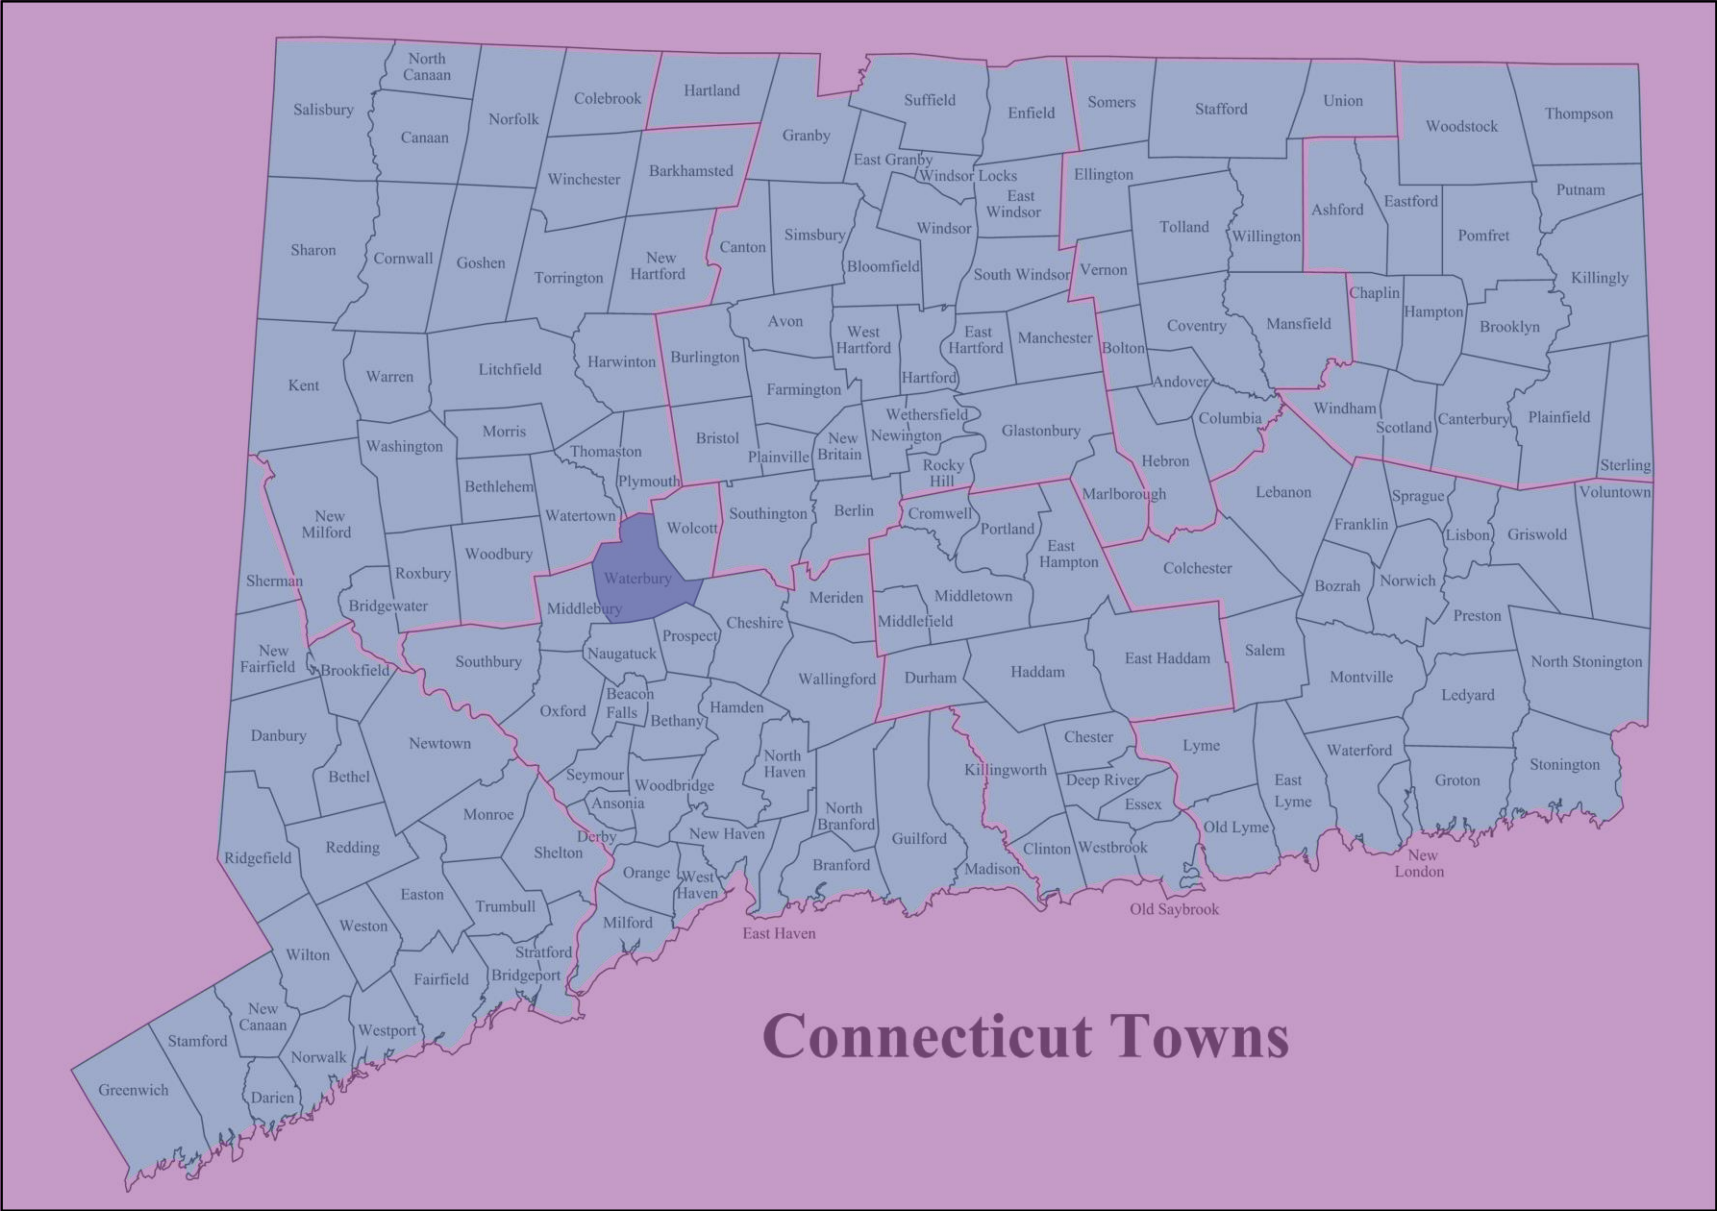 North
Canaan
Salisbury
Canaan
Norfolk
Colebrook
Hartland
Granby
Suffield
Enfield
Somers
Stafford
Union
Woodstock
Thompson
Winchester
Barkhamsted
East Granby
Windsor Locks
East
Windsor
Ellington
Tolland
Willington
Ashford
Eastford
Pomfret
Putnam
Killingly
Sharon
Cornwall
Goshen
Torrington
New
Hartford
Canton
Simsbury
Bloomfield
Windsor
South Windsor
Vernon
Coventry
Mansfield
Chaplin
Hampton
Brooklyn
Kent
Warren
Litchfield
Harwinton
Burlington
Avon
West
Hartford
Hartford
East
Hartford
Manchester
Bolton
Andover
Columbia
Windham
Scotland
Canterbury
Plainfield
Sterling
Washington
Morris
Thomaston
Plymouth
Bristol
Farmington
Plainville
New
Britain
Newington
Wethersfield
Rocky
Hill
Glastonbury
Marlborough
Hebron
Lebanon
Franklin
Sprague
Lisbon
Griswold
Voluntown
New
Milford
Bethlehem
Watertown
Wolcott
Southington
Berlin
Cromwell
Portland
East
Hampton
Colchester
Bozrah
Norwich
Preston
Sherman
Bridgewater
Roxbury
Woodbury
Middlebury
Waterbury
Prospect
Cheshire
Meriden
Middlefield
Middletown
Haddam
East Haddam
Salem
Montville
Ledyard
North Stonington
New
Fairfield
Brookfield
Southbury
Naugatuck
Beacon
Falls
Bethany
Hamden
Wallingford
Durham
Danbury
Bethel
Newtown
Oxford
Seymour
Woodbridge
North
Haven
Killingworth
Chester
Deep River
Essex
Lyme
East
Lyme
Waterford
Groton
Stonington
Ridgefield
Redding
Monroe
Shelton
Ansonia
Derby
New Haven
North
Branford
Guilford
Madison
Clinton
Westbrook
Old Lyme
New
London
Easton
Trumbull
Orange
West
Haven
Branford
Old Saybrook
Wilton
Weston
Fairfield
Bridgeport
Stratford
Milford
East Haven
New
Canaan
Stamford
Norwalk
Westport
Greenwich
Darien
Connecticut Towns